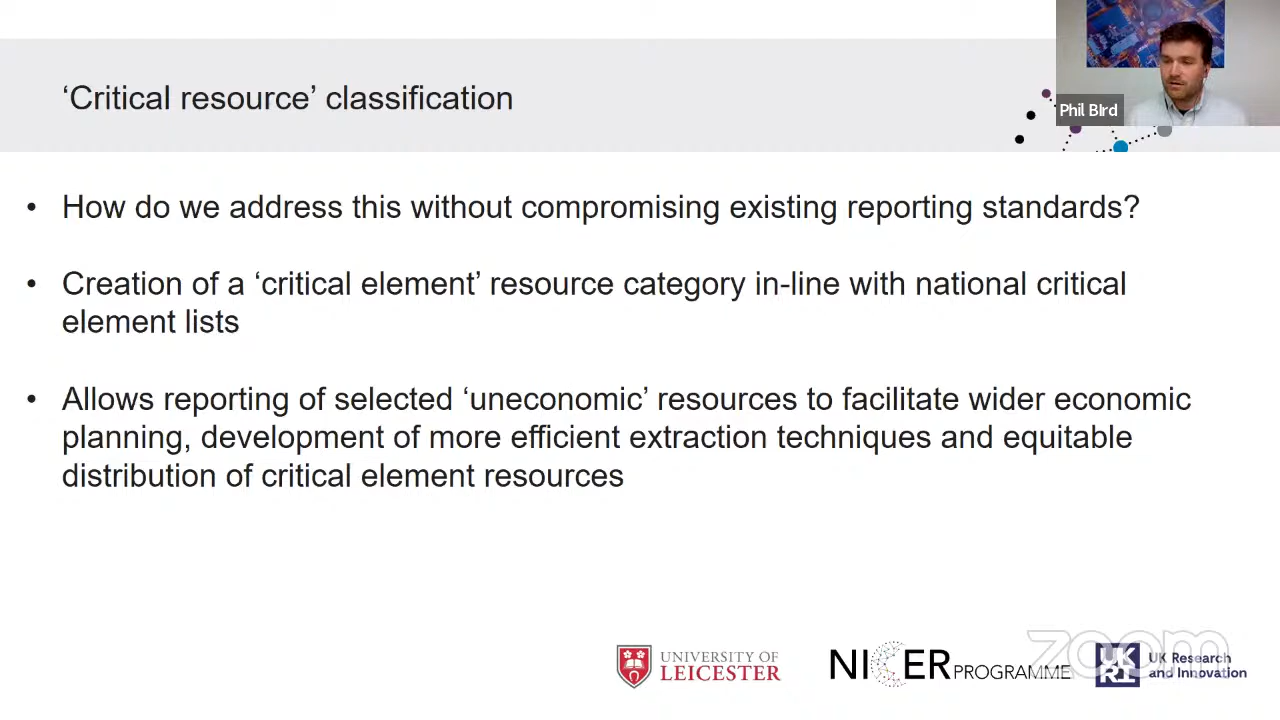 'Critical resource' classification
Phil BIrd
• How do we address this without compromising existing reporting standards?
• Creation of a 'critical element' resource category in-line with national critical
element lists
• Allows reporting of selected 'uneconomic' resources to facilitate wider economic
planning, development of more efficient extraction techniques and equitable
distribution of critical element resources
UNIVERSITY OF
LEICESTER
NICER PROGRAMME
UKRI
UK Research
and Innovation
zoom